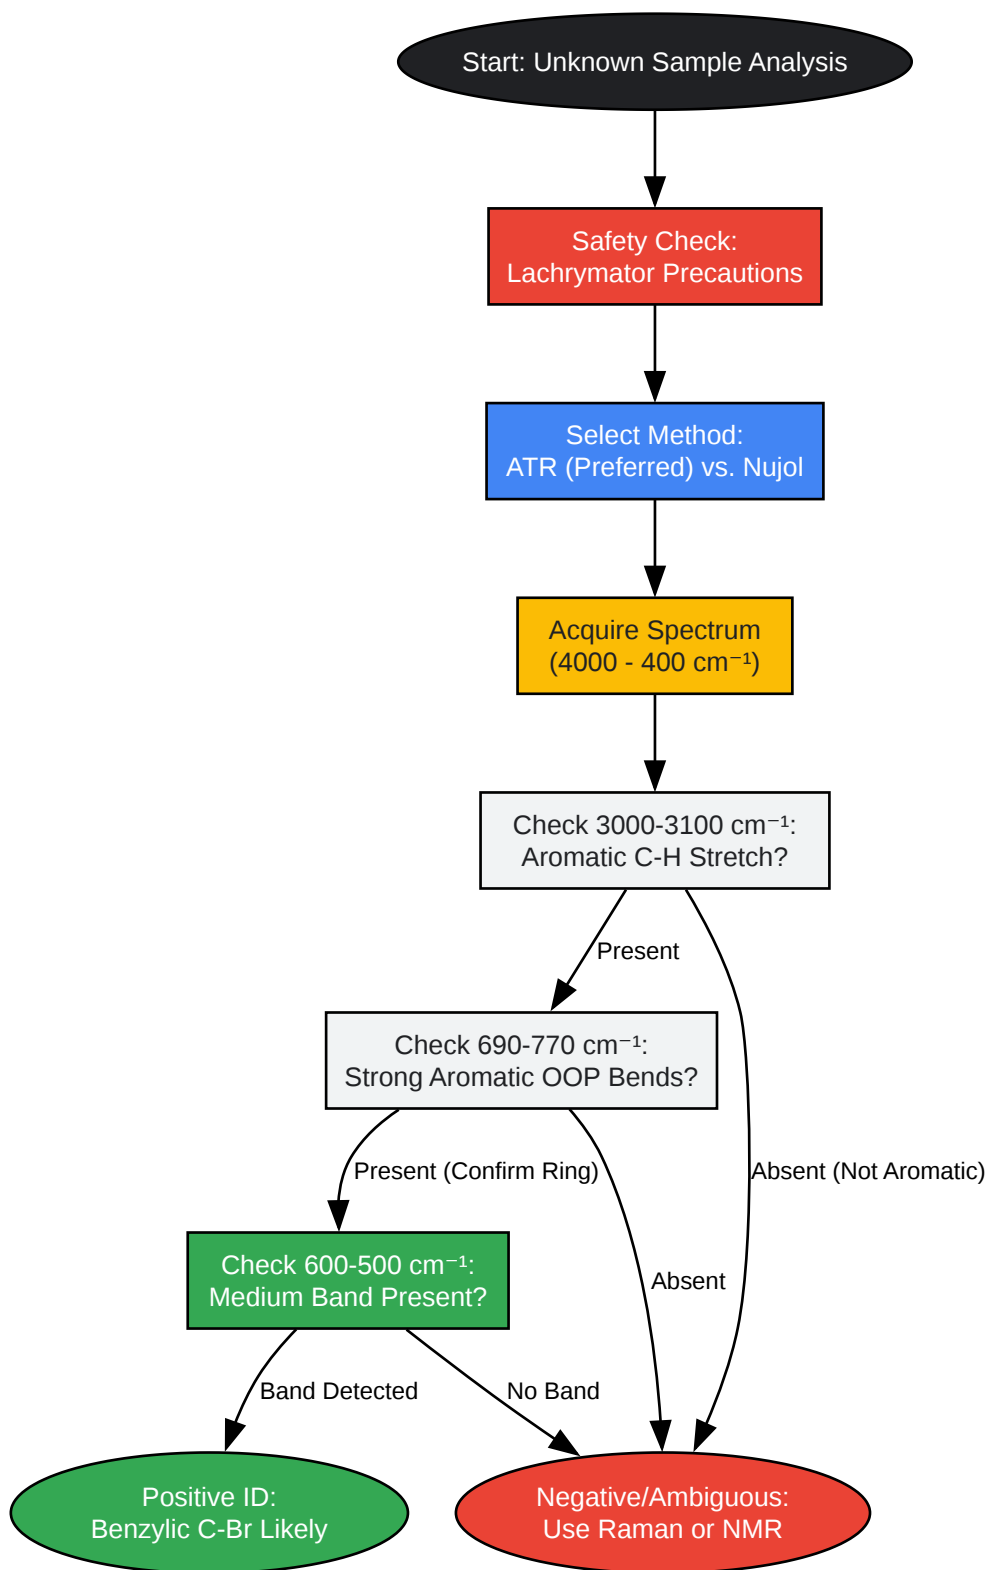 Start: Unknown Sample Analysis
Safety Check:
Lachrymator Precautions
Select Method:
ATR (Preferred) vs. Nujol
Acquire Spectrum
(4000 - 400 cm⁻¹)
Check 3000-3100 cm⁻¹:
Aromatic C-H Stretch?
Present
Check 690-770 cm⁻¹:
Strong Aromatic OOP Bends?
Present (Confirm Ring)
Absent (Not Aromatic)
Check 600-500 cm⁻¹:
Medium Band Present?
Absent
Band Detected
No Band
Positive ID:
Benzylic C-Br Likely
Negative/Ambiguous:
Use Raman or NMR